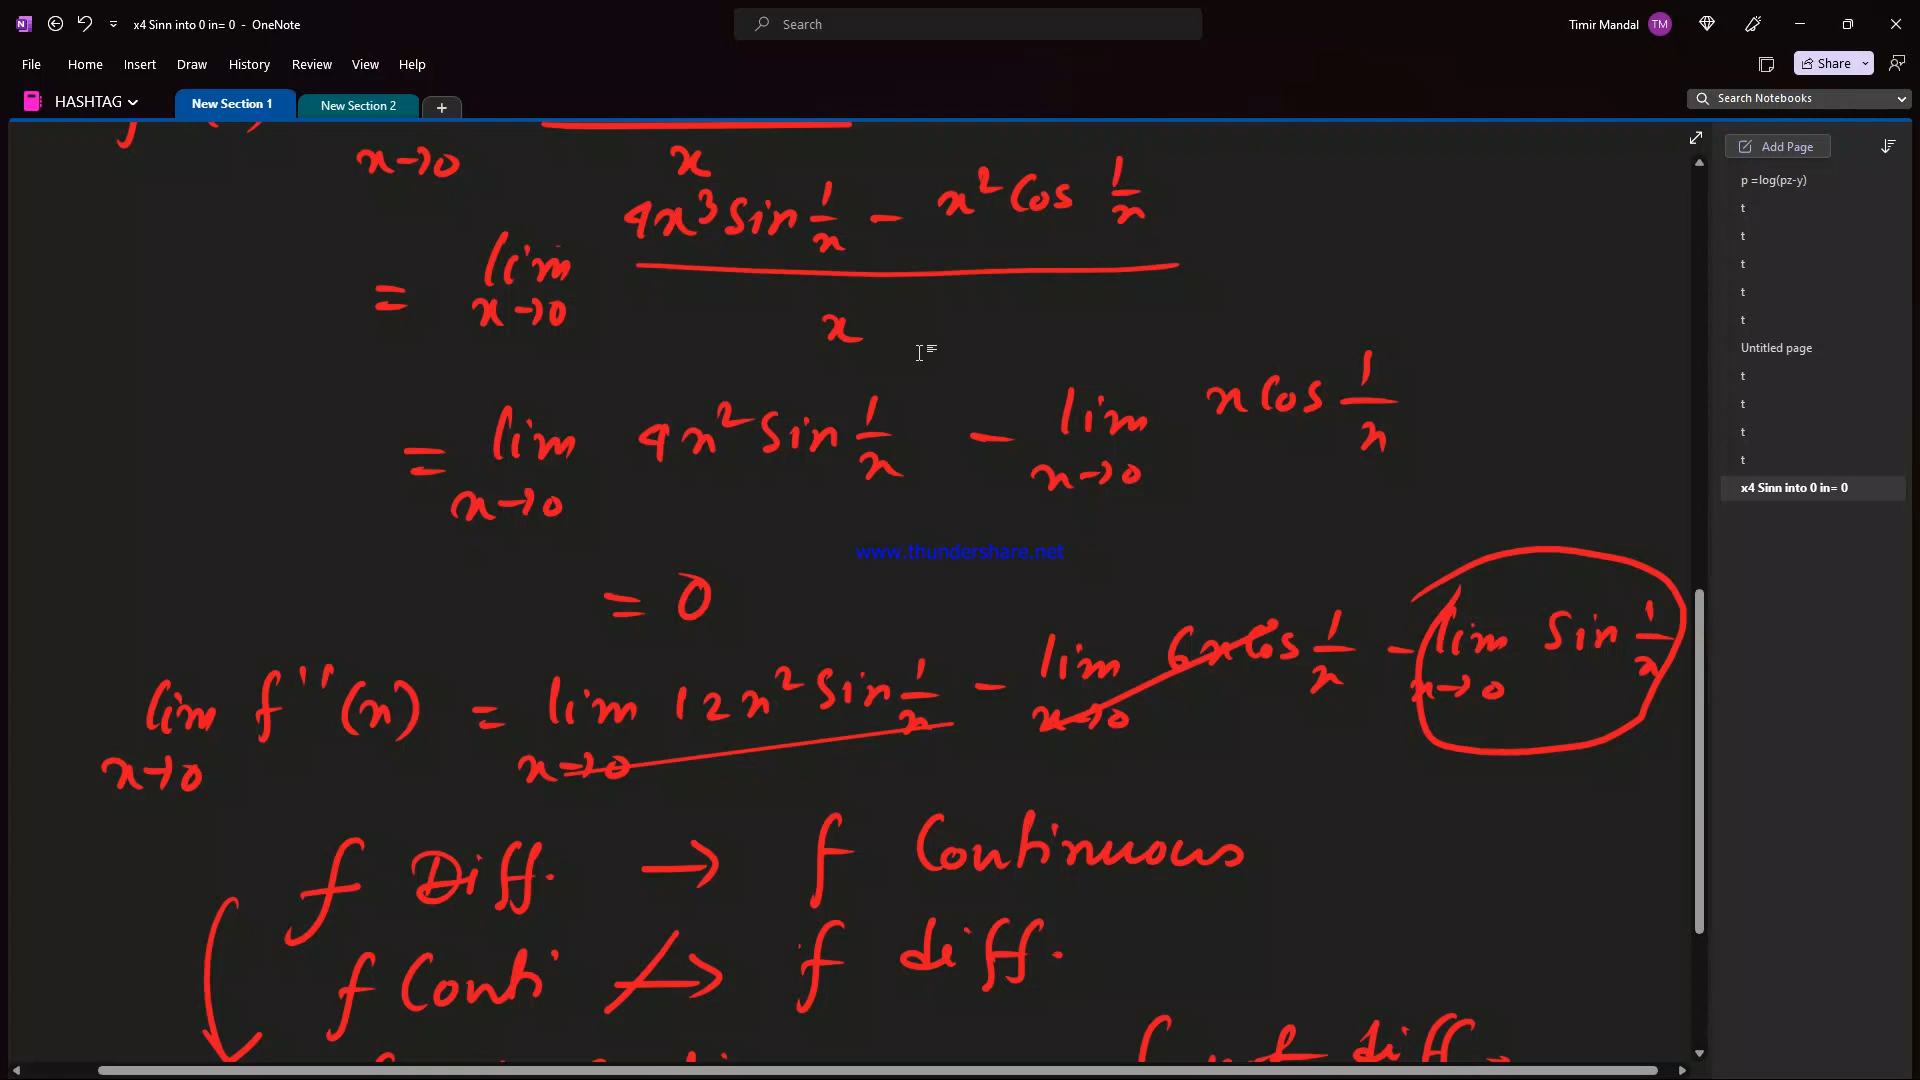 x4 Sinn into 0 in= 0 - OneNote
Search
Timir Mandal TM
File Home Insert Draw History Review View Help
Share
HASHTAG
New Section 1
New Section 2
+
Search Notebooks
Add Page
p =log(pz-y)
t
t
t
t
t
Untitled page
t
t
t
t
x4 Sinn into 0 in= 0
x→0 x
4x³ Sin 1/x - x² Cos 1/x
= lim x→0
x
= lim x→0 4x² Sin 1/x - lim x→0 x Cos 1/x
www.thundershare.net
= 0
lim x→0 f''(x) = lim x→0 12x² Sin 1/x - lim x→0 6x Cos 1/x - lim x→0 Sin 1/x
f Diff. → f Continuous
f Conti ↛ f diff.